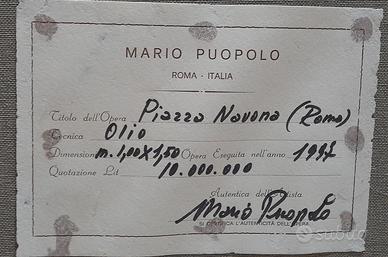 MARIO PUOPOLO
ROMA - ITALIA
Titolo dell'Opera Piazza Navona (Roma)
Tecnica Olio
Dimensioni m. 1,00 x 1,50 Opera Eseguita nell'anno 1997
Quotazione Lit 10.000.000
Autentica dell'Artista
Mario Puopolo
SI CERTIFICA L'AUTENTICITÀ DELL'OPERA
subito